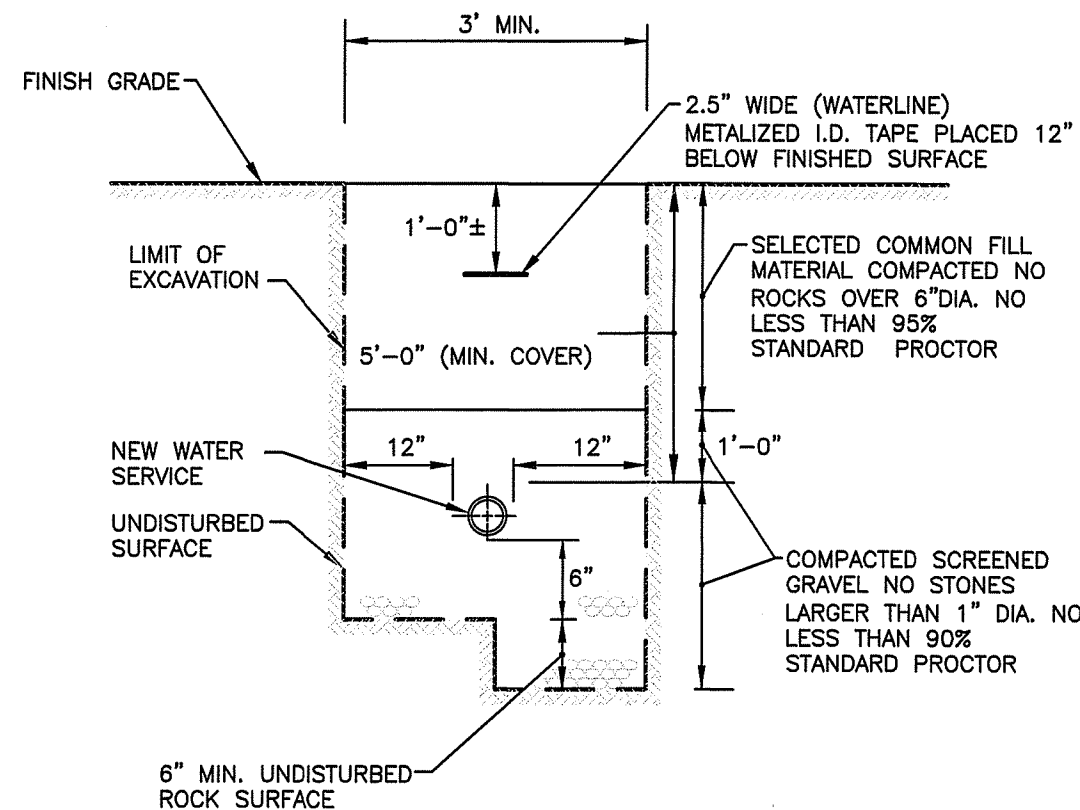 3' MIN.
FINISH GRADE
2.5" WIDE (WATERLINE)
METALIZED I.D. TAPE PLACED 12"
BELOW FINISHED SURFACE
1'-0"±
LIMIT OF
EXCAVATION
SELECTED COMMON FILL
MATERIAL COMPACTED NO
ROCKS OVER 6"DIA. NO
LESS THAN 95%
STANDARD PROCTOR
5'-0" (MIN. COVER)
NEW WATER
SERVICE
12"
12"
1'-0"
UNDISTURBED
SURFACE
6"
COMPACTED SCREENED
GRAVEL NO STONES
LARGER THAN 1" DIA. NO
LESS THAN 90%
STANDARD PROCTOR
6" MIN. UNDISTURBED
ROCK SURFACE